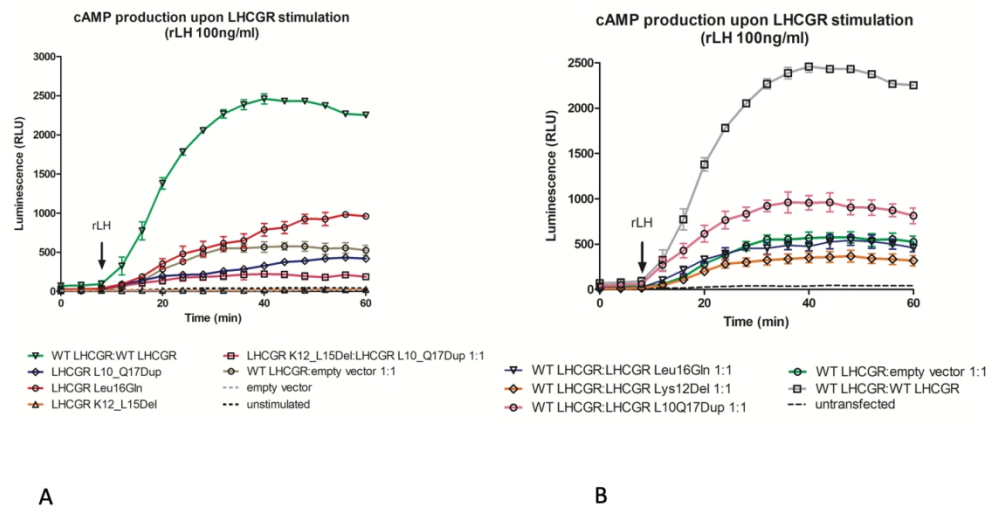 cAMP production upon LHCGR stimulation
(rLH 100ng/ml)
3000
2500
2000
1500
1000
500
0
Luminescence (RLU)
rLH
0
20
40
60
Time (min)
WT LHCGR:WT LHCGR
LHCGR L10_Q17Dup
LHCGR Leu16Gln
LHCGR K12_L15Del
LHCGR K12_L15Del:LHCGR L10_Q17Dup 1:1
WT LHCGR:empty vector 1:1
empty vector
unstimulated
A
cAMP production upon LHCGR stimulation
(rLH 100ng/ml)
2500
2000
1500
1000
500
0
Luminescence (RLU)
rLH
0
20
40
60
Time (min)
WT LHCGR:LHCGR Leu16Gln 1:1
WT LHCGR:LHCGR Lys12Del 1:1
WT LHCGR:LHCGR L10Q17Dup 1:1
WT LHCGR:empty vector 1:1
WT LHCGR:WT LHCGR
untransfected
B